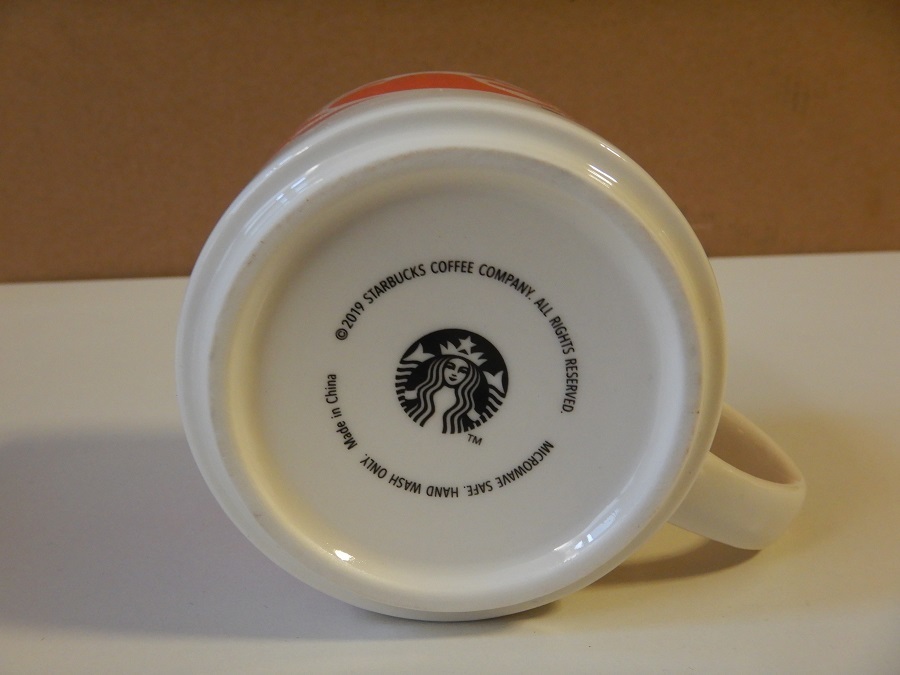 ©2019 STARBUCKS COFFEE COMPANY. ALL RIGHTS RESERVED.
MICROWAVE SAFE. HAND WASH ONLY.
Made in China
TM